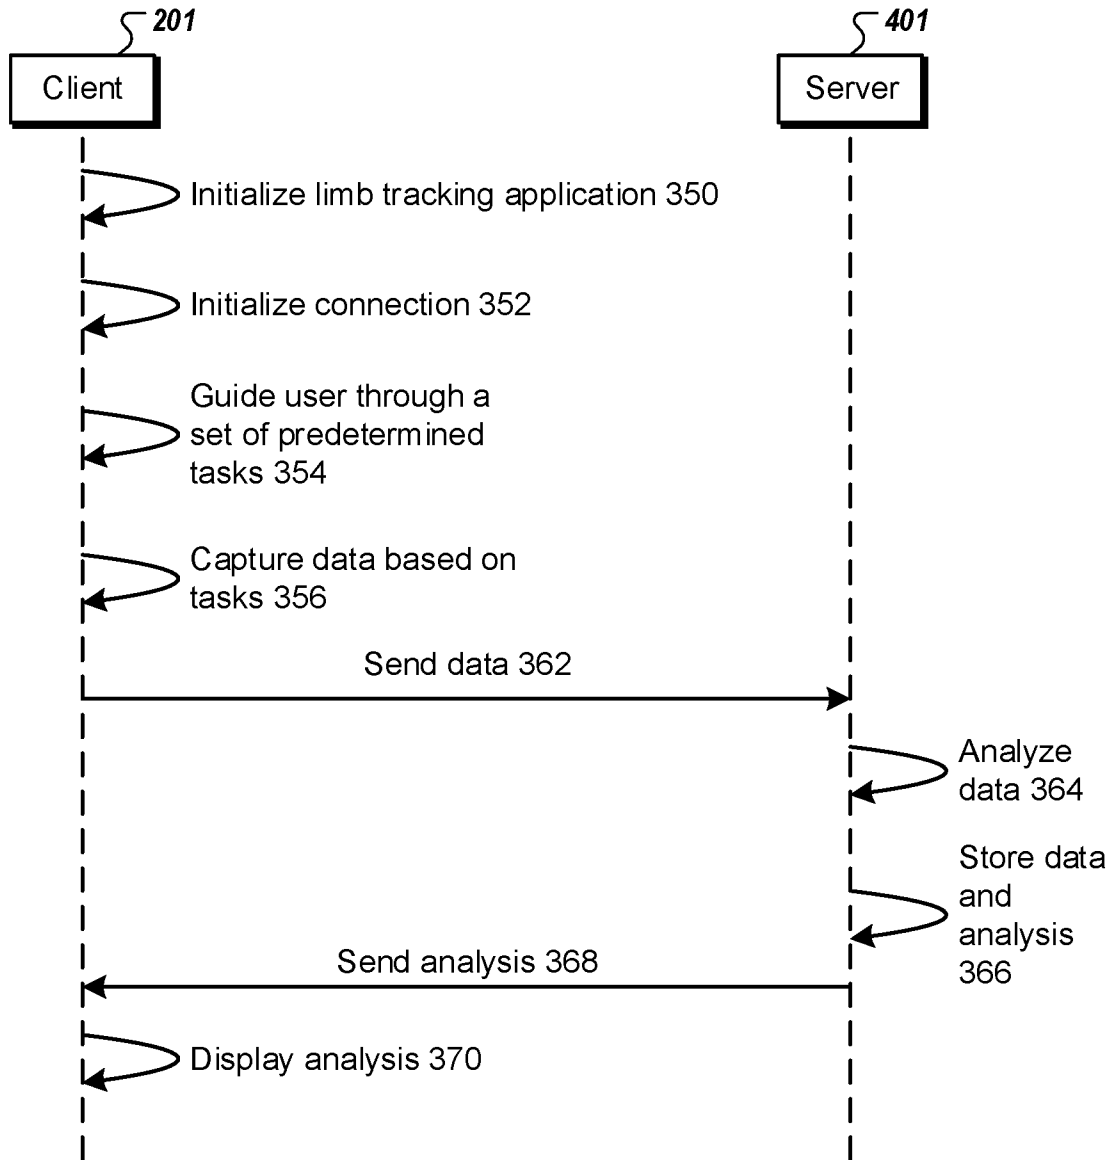 201
401
Client
Server
Initialize limb tracking application 350
Initialize connection 352
Guide user through a
set of predetermined
tasks 354
Capture data based on
tasks 356
Send data 362
Analyze
data 364
Store data
and
analysis
366
Send analysis 368
Display analysis 370